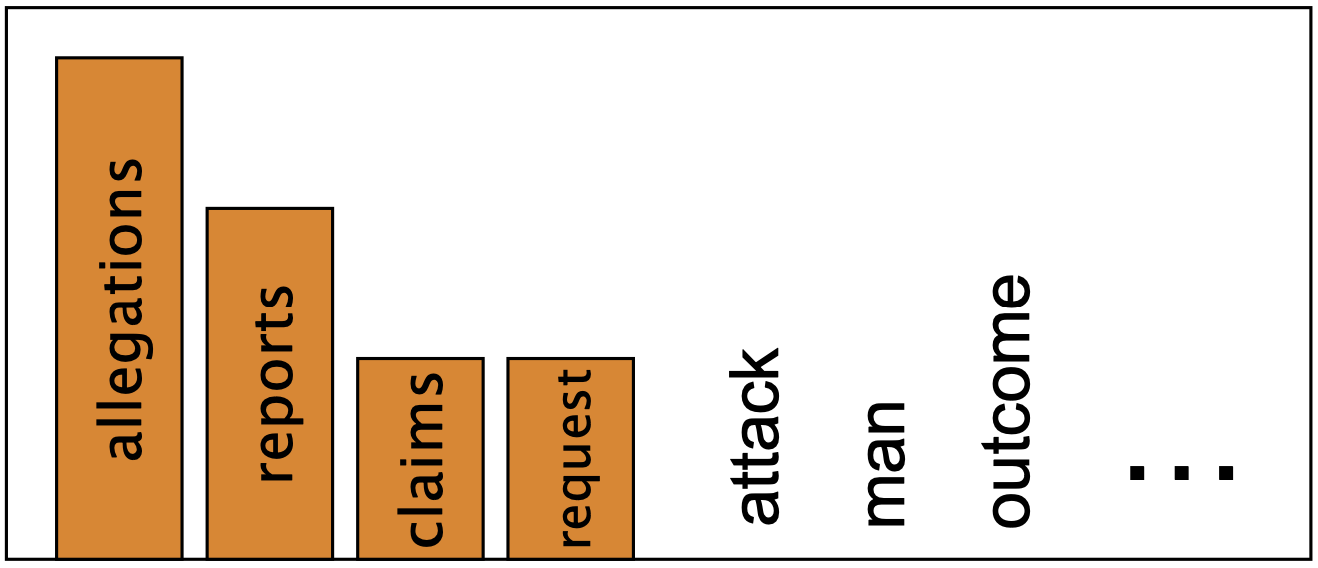 allegations
reports
claims
request
attack
man
outcome
...